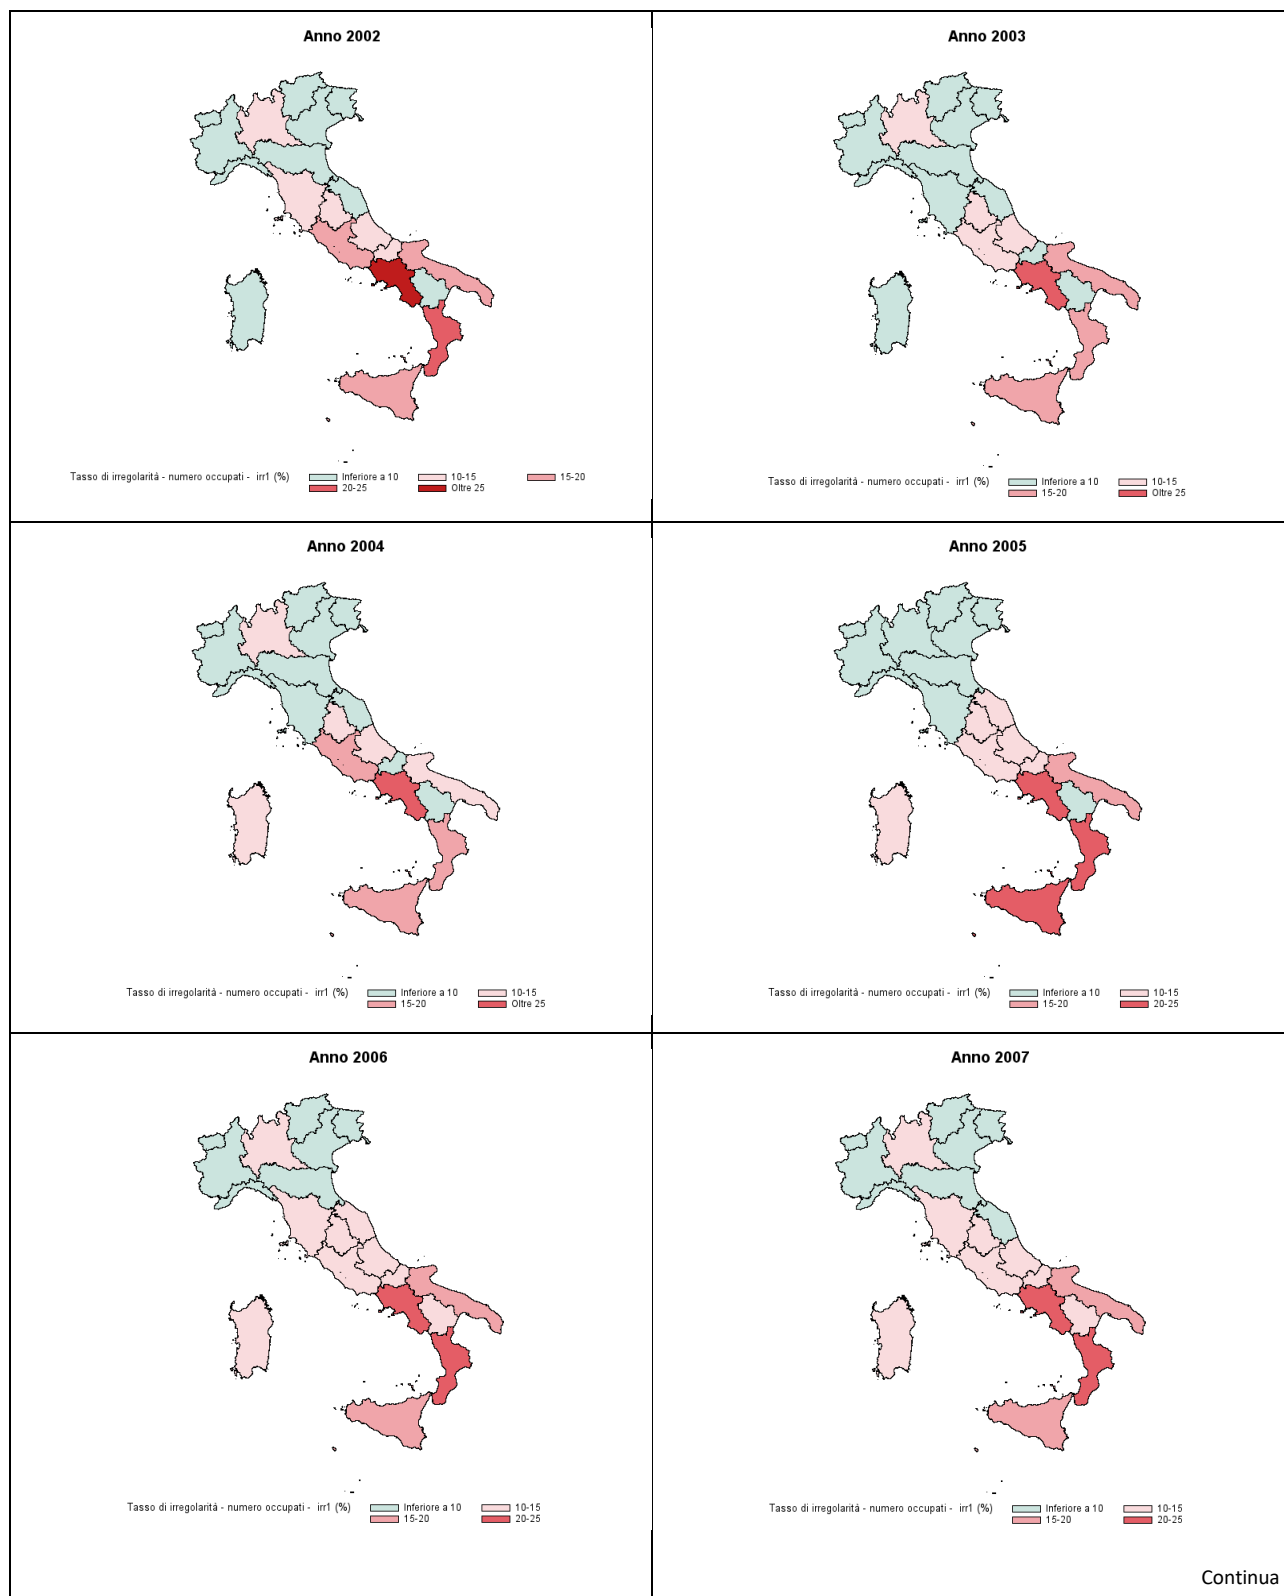 Anno 2002
Tasso di irregolarità - numero occupati - irr1 (%) Inferiore a 10 10-15 15-20
20-25 Oltre 25
Anno 2003
Tasso di irregolarità - numero occupati - irr1 (%) Inferiore a 10 10-15
15-20 Oltre 25
Anno 2004
Tasso di irregolarità - numero occupati - irr1 (%) Inferiore a 10 10-15
15-20 Oltre 25
Anno 2005
Tasso di irregolarità - numero occupati - irr1 (%) Inferiore a 10 10-15
15-20 20-25
Anno 2006
Tasso di irregolarità - numero occupati - irr1 (%) Inferiore a 10 10-15
15-20 20-25
Anno 2007
Tasso di irregolarità - numero occupati - irr1 (%) Inferiore a 10 10-15
15-20 20-25
Continua